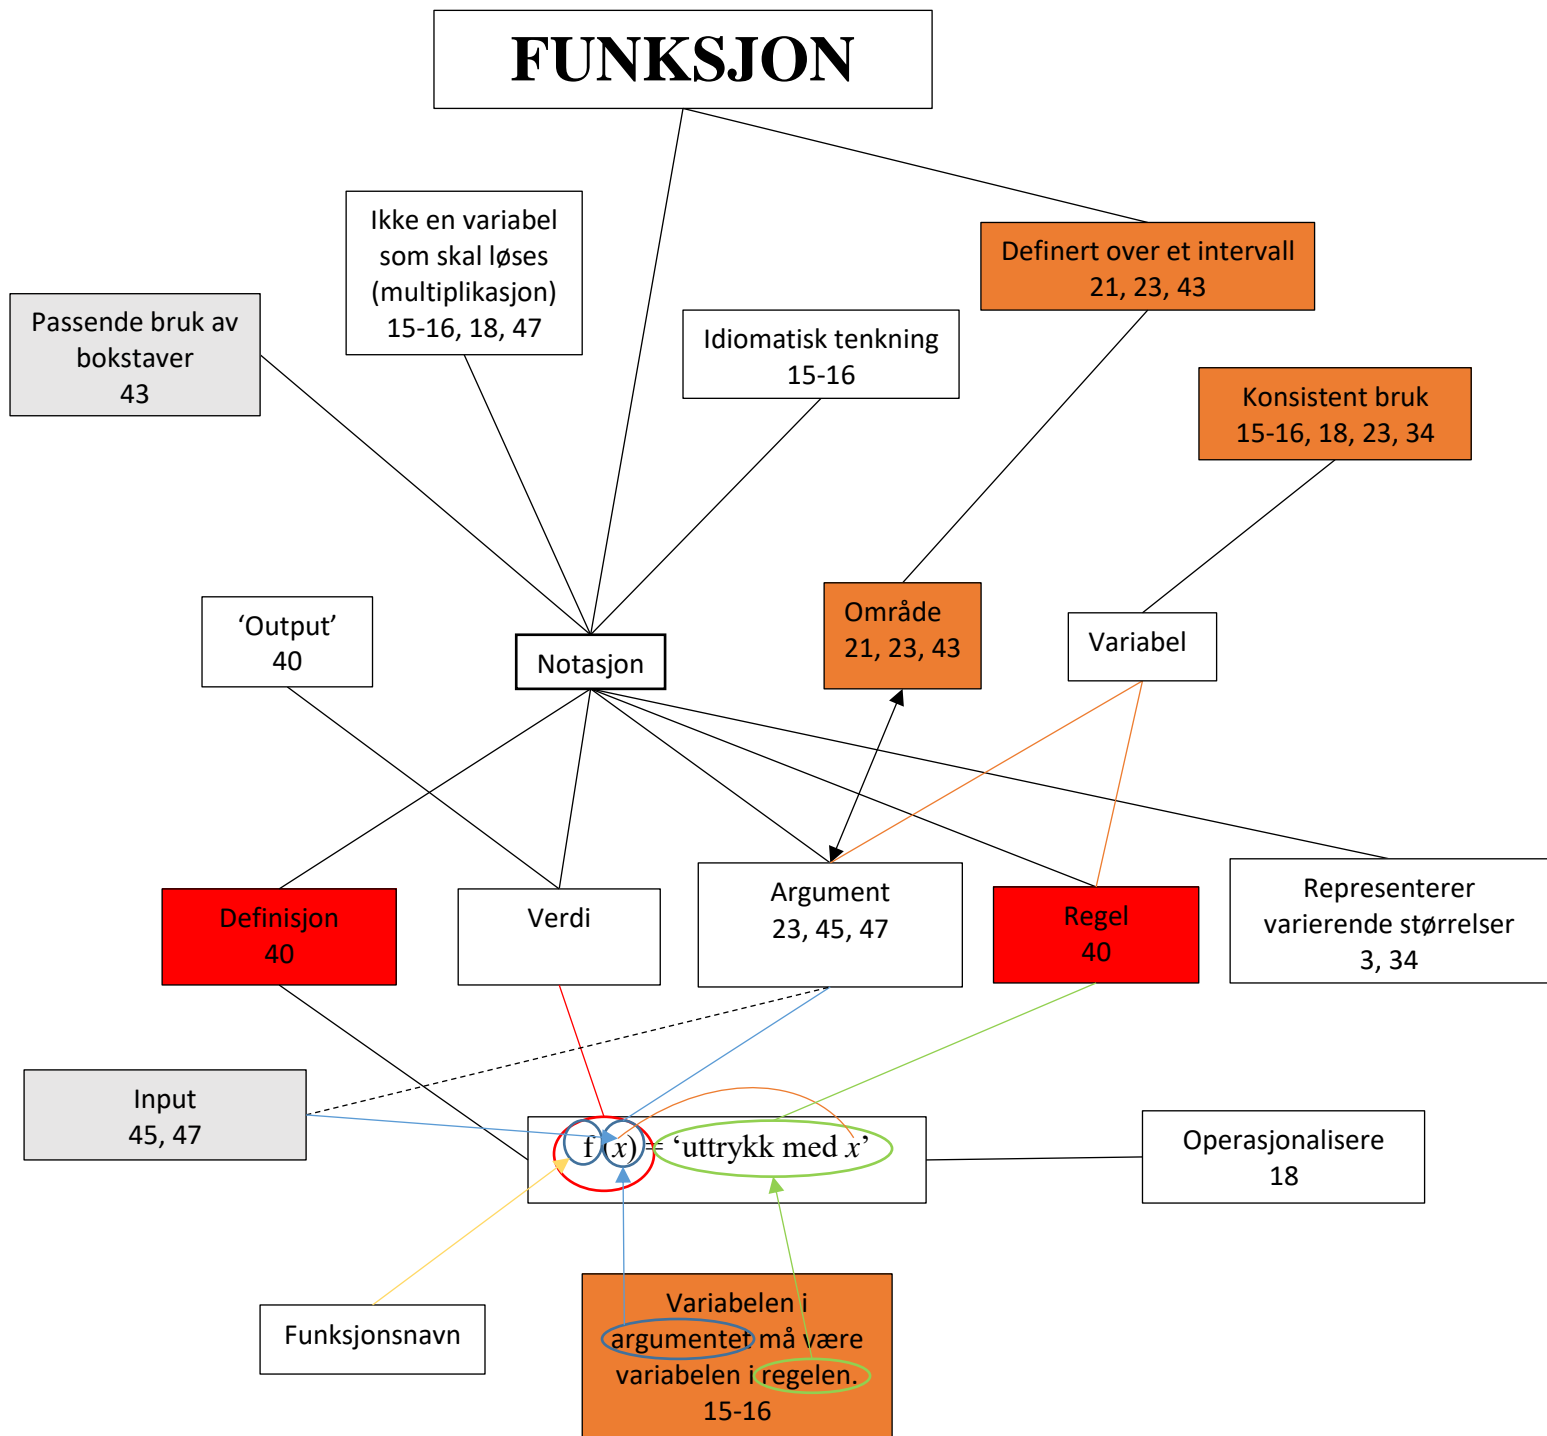 FUNKSJON
Ikke en variabel
som skal løses
(multiplikasjon)
15-16, 18, 47
Definert over et intervall
21, 23, 43
Passende bruk av
bokstaver
43
Idiomatisk tenkning
15-16
Konsistent bruk
15-16, 18, 23, 34
‘Output’
40
Notasjon
Område
21, 23, 43
Variabel
Definisjon
40
Verdi
Argument
23, 45, 47
Regel
40
Representerer
varierende størrelser
3, 34
Input
45, 47
f (x) = ‘uttrykk med x’
Operasjonalisere
18
Funksjonsnavn
Variabelen i
argumentet må være
variabelen i regelen.
15-16